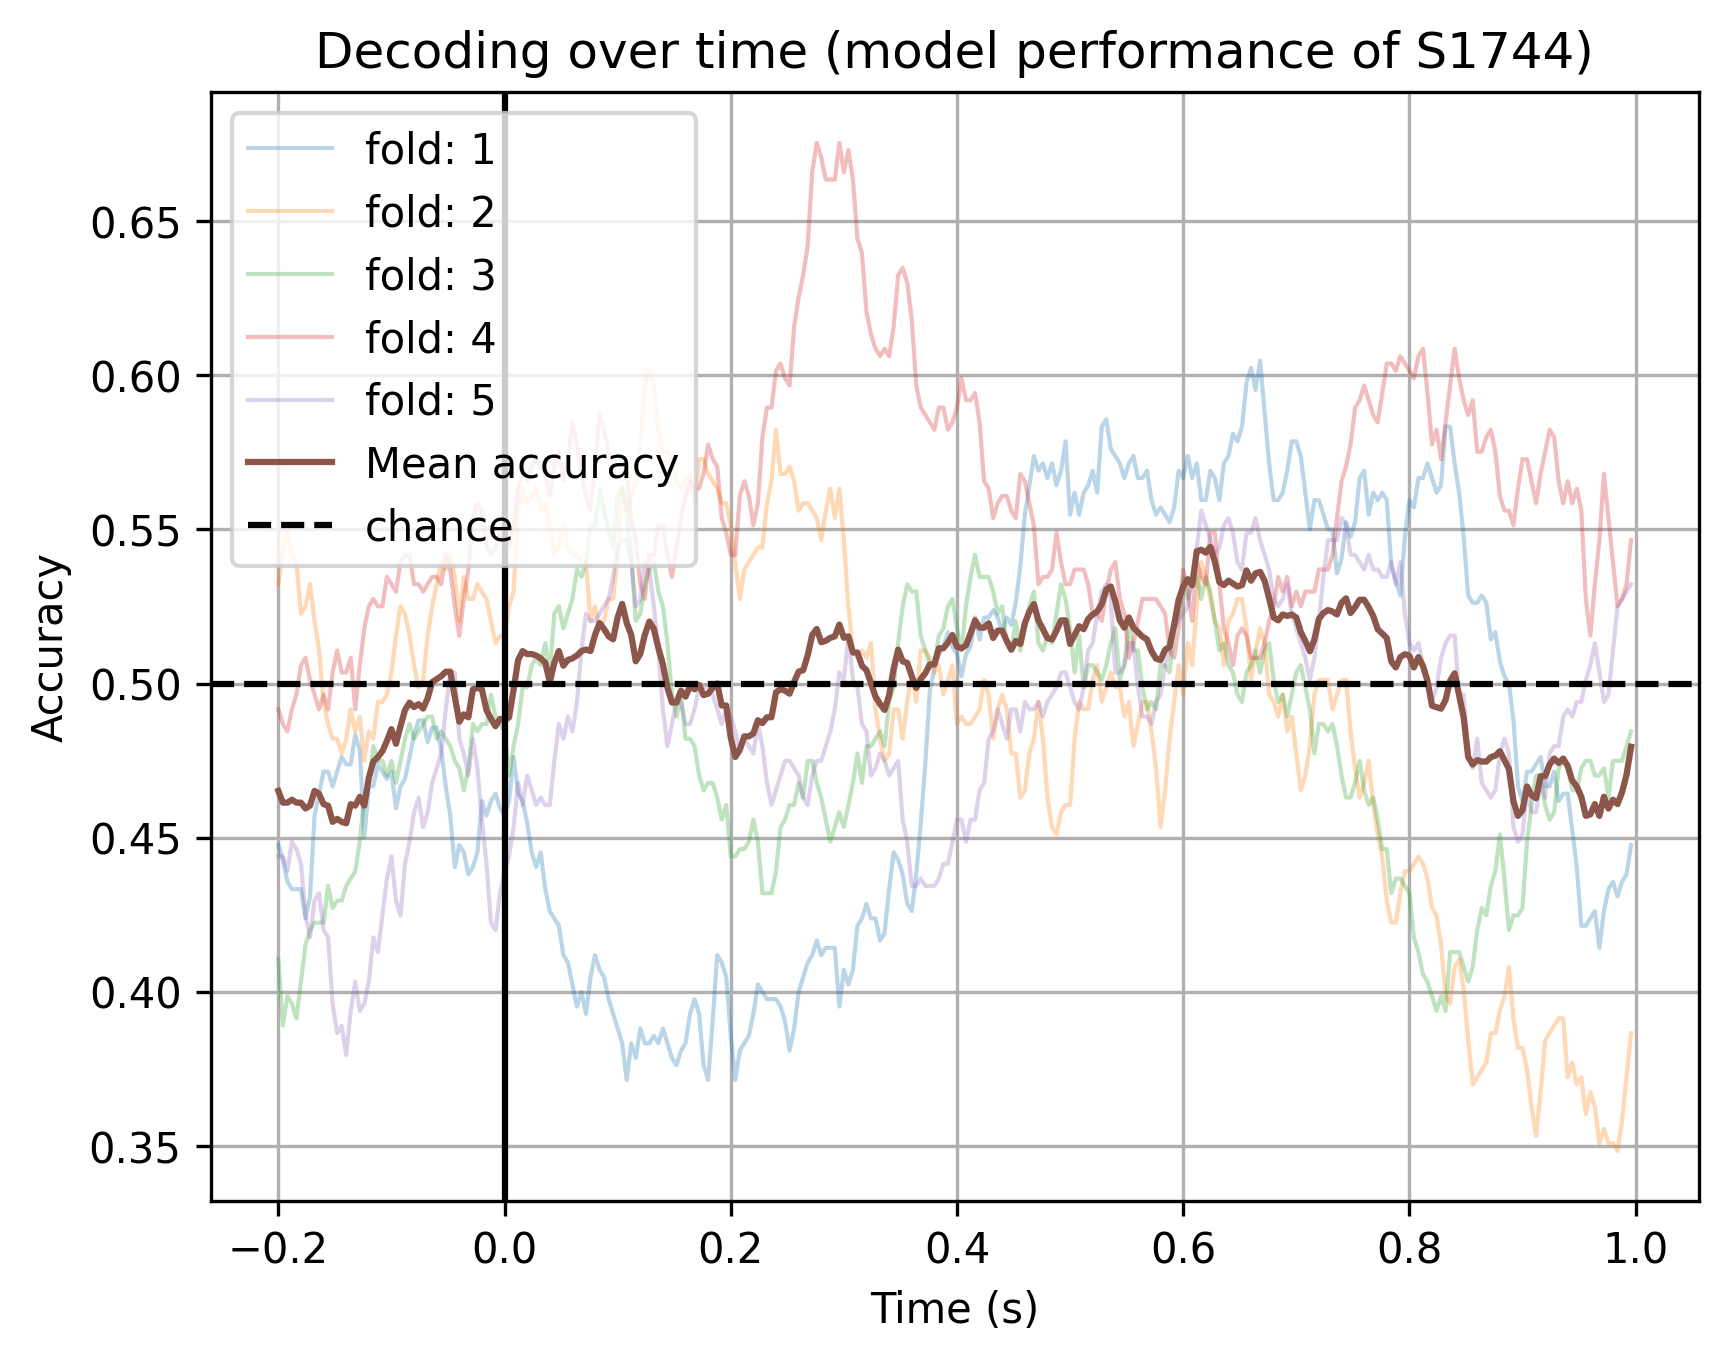 Decoding over time (model performance of S1744)
fold: 1
fold: 2
fold: 3
fold: 4
fold: 5
Mean accuracy
chance
Accuracy
0.65
0.60
0.55
0.50
0.45
0.40
0.35
−0.2
0.0
0.2
0.4
0.6
0.8
1.0
Time (s)